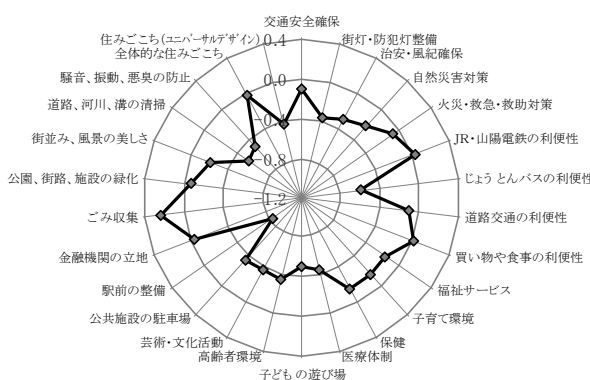 交通安全確保
住みごこち(ユニバーサルデザイン) 0.4 街灯・防犯灯整備
全体的な住みごこち 治安・風紀確保
騒音、振動、悪臭の防止 0.0 自然災害対策
道路、河川、溝の清掃 火災・救急・救助対策
-0.4
街並み、風景の美しさ JR・山陽電鉄の利便性
-0.8
公園、街路、施設の緑化 じょうとんバスの利便性
-1.2
ごみ収集 道路交通の利便性
金融機関の立地 買い物や食事の利便性
駅前の整備 福祉サービス
公共施設の駐車場 子育て環境
芸術・文化活動 保健
高齢者環境 医療体制
子どもの遊び場